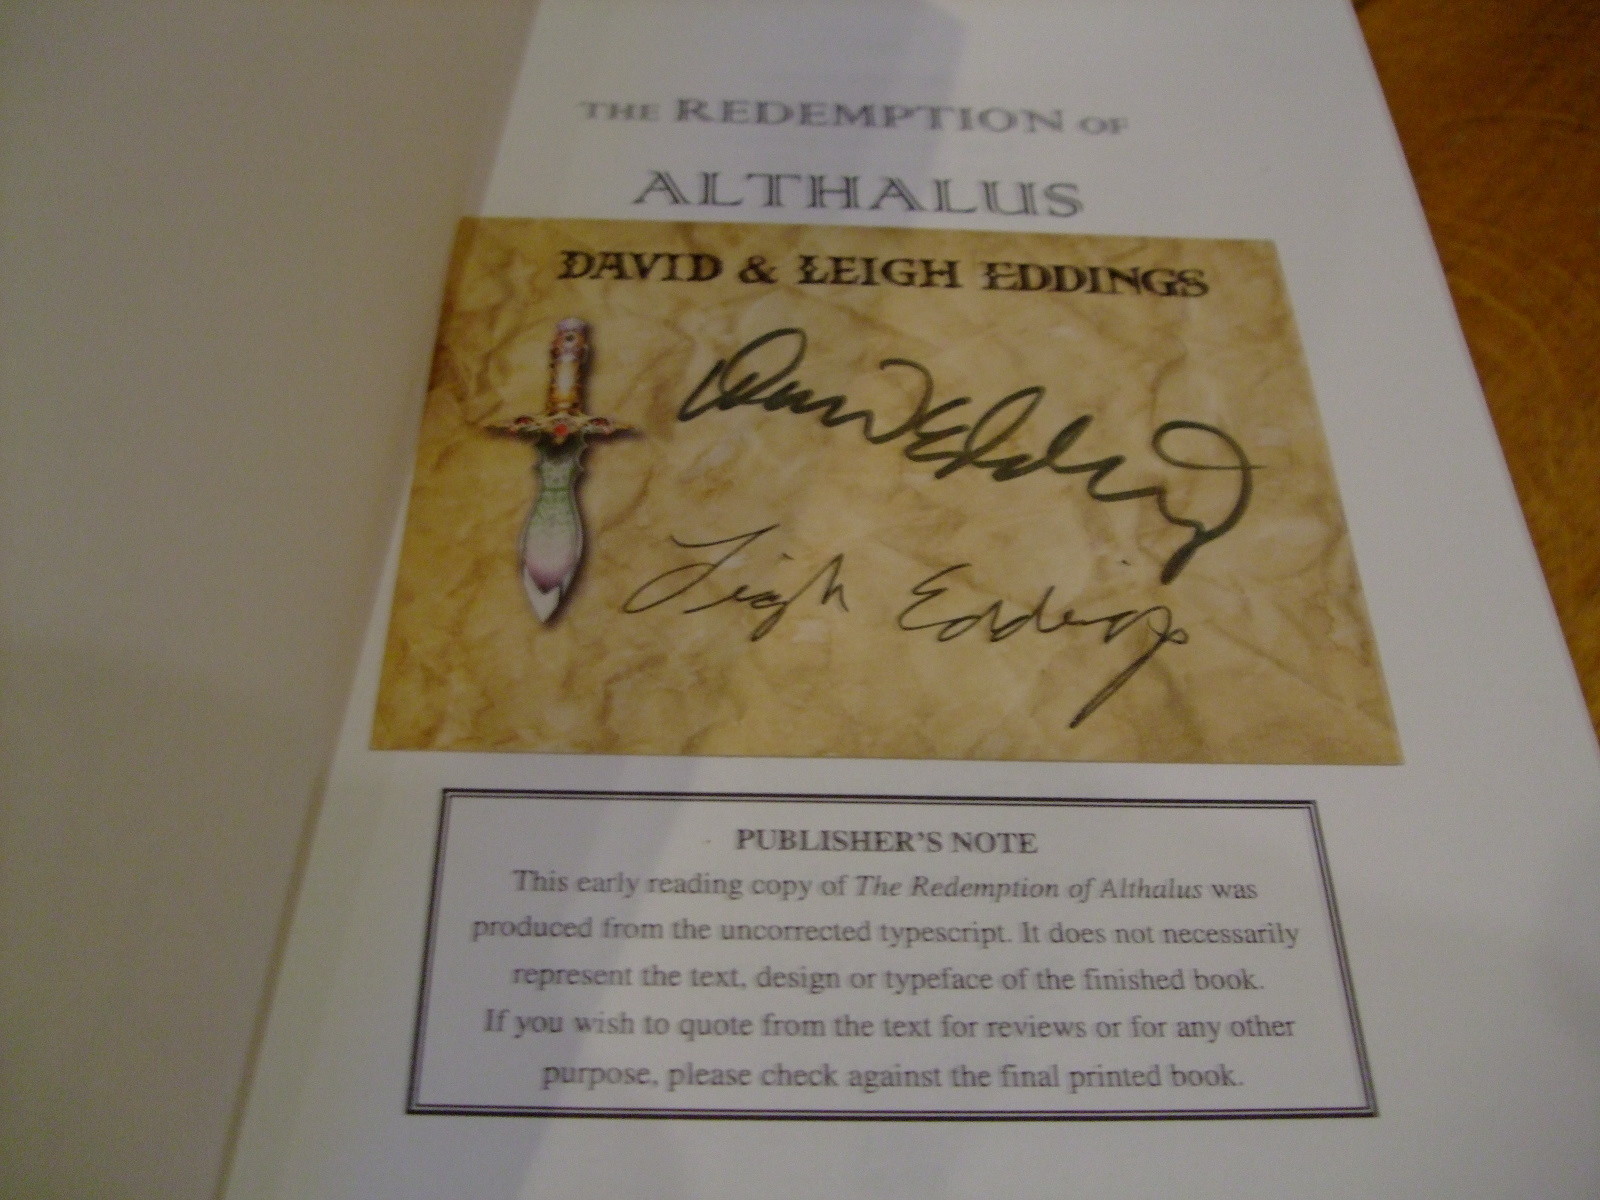 THE REDEMPTION OF
ALTHALUS
DAVID & LEIGH EDDINGS
David Eddings
Leigh Eddings
PUBLISHER'S NOTE
This early reading copy of The Redemption of Althalus was
produced from the uncorrected typescript. It does not necessarily
represent the text, design or typeface of the finished book.
If you wish to quote from the text for reviews or for any other
purpose, please check against the final printed book.